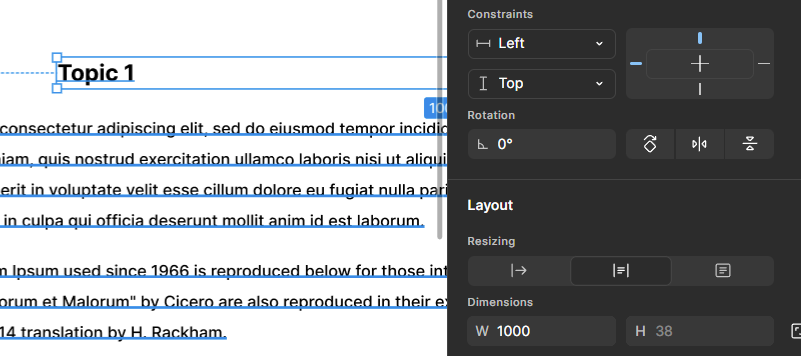 Topic 1
100
consectetur adipiscing elit, sed do eiusmod tempor
quis nostrud exercitation ullamco laboris nisi ut
in voluptate velit esse cillum dolore eu fugiat nulla
in culpa qui officia deserunt mollit anim id est laborum.
Ipsum used since 1966 is reproduced below for those
et Malorum" by Cicero are also reproduced in their
14 translation by H. Rackham.
Constraints
Left
Top
Rotation
0°
Layout
Resizing
Dimensions
W 1000
H 38